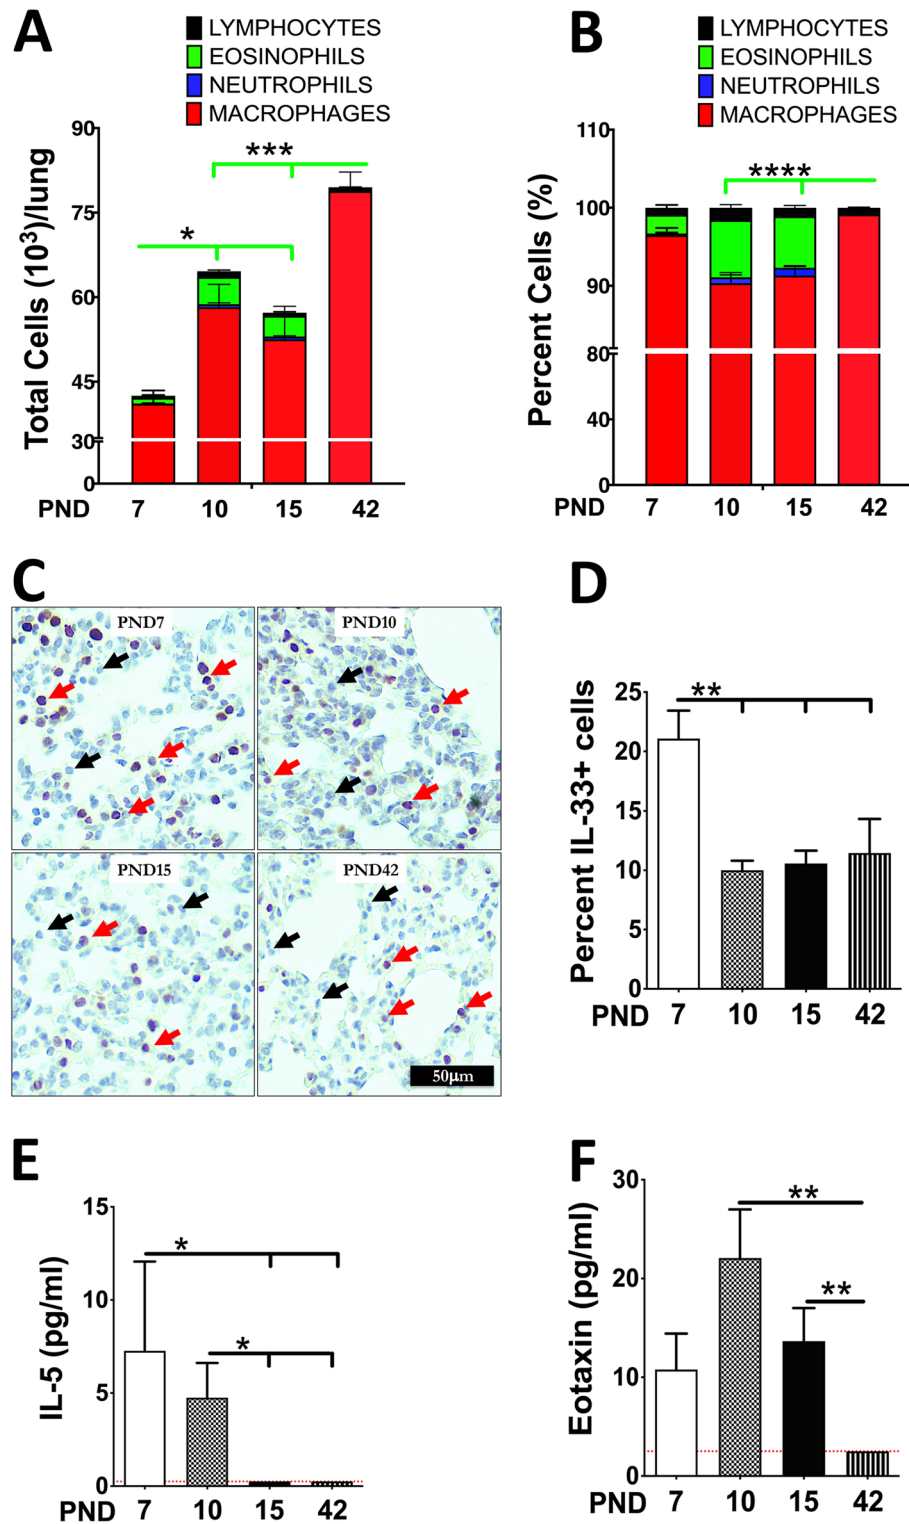 A
LYMPHOCYTES
EOSINOPHILS
NEUTROPHILS
MACROPHAGES
Total Cells (10³)/lung
90
75
60
45
30
0
***
*
PND 7 10 15 42
B
LYMPHOCYTES
EOSINOPHILS
NEUTROPHILS
MACROPHAGES
Percent Cells (%)
110
100
90
80
40
0
****
PND 7 10 15 42
C
PND7
PND10
PND15
PND42
50µm
D
Percent IL-33+ cells
25
20
15
10
5
0
**
PND 7 10 15 42
E
IL-5 (pg/ml)
15
10
5
0
*
*
PND 7 10 15 42
F
Eotaxin (pg/ml)
30
20
10
0
**
**
PND 7 10 15 42